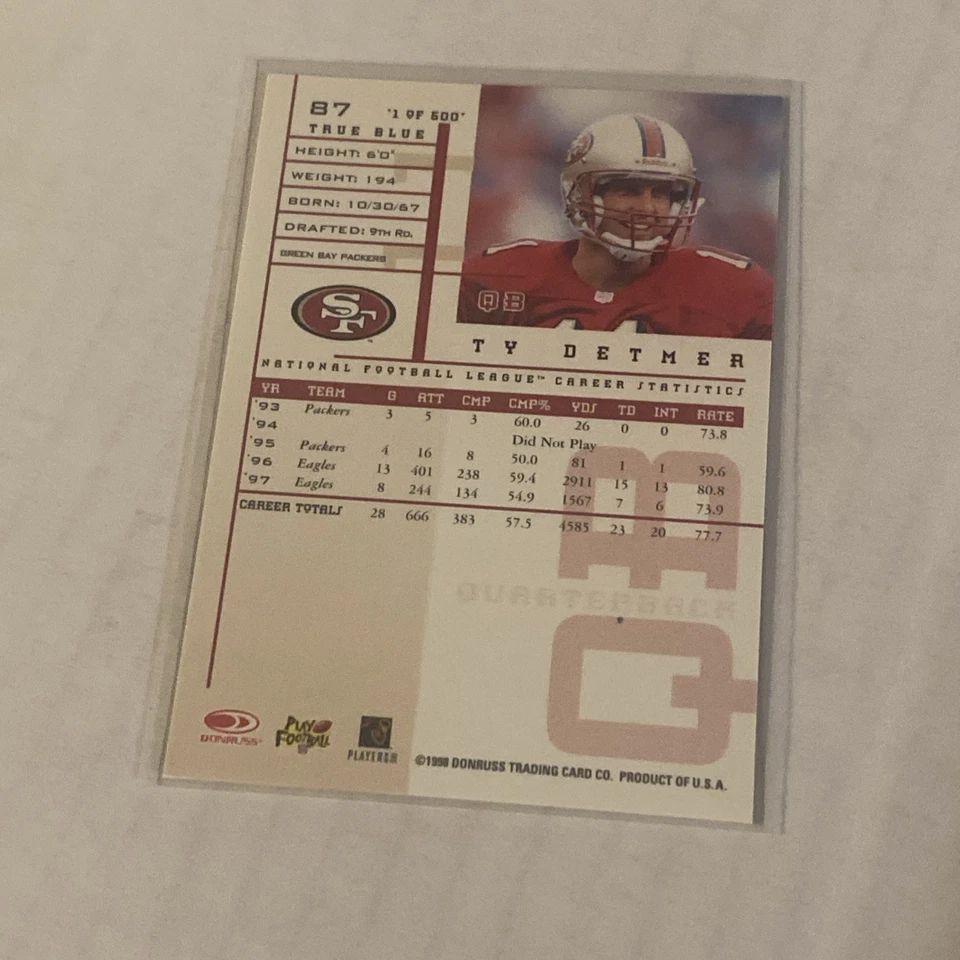 87 "1 OF 500"
TRUE BLUE
HEIGHT: 6'0"
WEIGHT: 194
BORN: 10/30/67
DRAFTED: 9TH RD.
GREEN BAY PACKERS
SF
Riddell
QB
TY DETMER
NATIONAL FOOTBALL LEAGUE™ CAREER STATISTICS
YR TEAM G ATT CMP CMP% YDS TD INT RATE
'93 Packers 3 5 3 60.0 26 0 0 73.8
'94 Did Not Play
'95 Packers 4 16 8 50.0 81 1 1 59.6
'96 Eagles 13 401 238 59.4 2911 15 13 80.8
'97 Eagles 8 244 134 54.9 1567 7 6 73.9
CAREER TOTALS 28 666 383 57.5 4585 23 20 77.7
QB
QUARTERBACK
DONRUSS
PLAY FOOTBALL
PLAYERS
©1998 DONRUSS TRADING CARD CO. PRODUCT OF U.S.A.